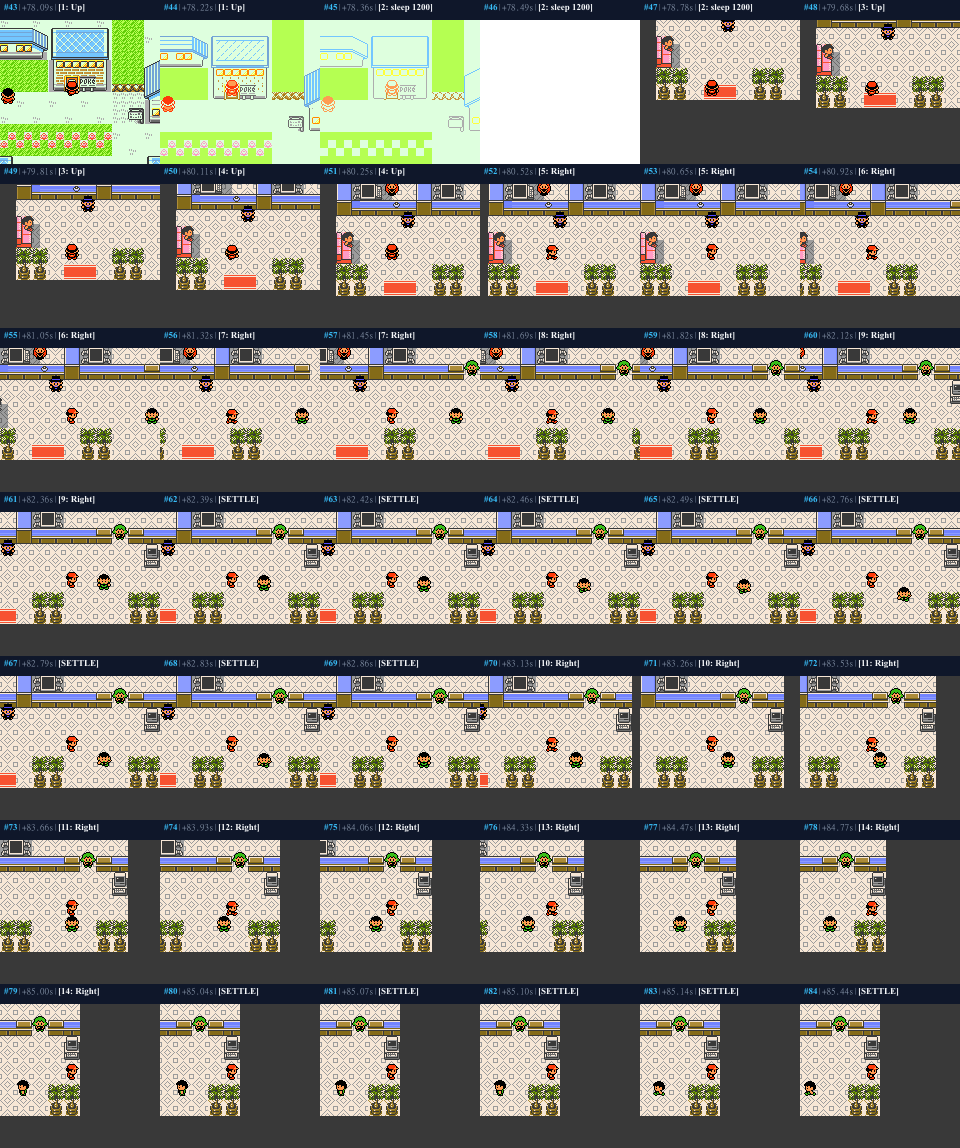 #43|+78.09s| [1: Up]
#44|+78.22s| [1: Up]
#45|+78.36s| [2: sleep 1200]
#46|+78.49s| [2: sleep 1200]
#47|+78.78s| [2: sleep 1200]
#48|+79.68s| [3: Up]
POKé
POKé
POKé
#49|+79.81s| [3: Up]
#50|+80.11s| [4: Up]
#51|+80.25s| [4: Up]
#52|+80.52s| [5: Right]
#53|+80.65s| [5: Right]
#54|+80.92s| [6: Right]
#55|+81.05s| [6: Right]
#56|+81.32s| [7: Right]
#57|+81.45s| [7: Right]
#58|+81.69s| [8: Right]
#59|+81.82s| [8: Right]
#60|+82.12s| [9: Right]
#61|+82.36s| [9: Right]
#62|+82.39s| [SETTLE]
#63|+82.42s| [SETTLE]
#64|+82.46s| [SETTLE]
#65|+82.49s| [SETTLE]
#66|+82.76s| [SETTLE]
#67|+82.79s| [SETTLE]
#68|+82.83s| [SETTLE]
#69|+82.86s| [SETTLE]
#70|+83.13s| [10: Right]
#71|+83.26s| [10: Right]
#72|+83.53s| [11: Right]
#73|+83.66s| [11: Right]
#74|+83.93s| [12: Right]
#75|+84.06s| [12: Right]
#76|+84.33s| [13: Right]
#77|+84.47s| [13: Right]
#78|+84.77s| [14: Right]
#79|+85.00s| [14: Right]
#80|+85.04s| [SETTLE]
#81|+85.07s| [SETTLE]
#82|+85.10s| [SETTLE]
#83|+85.14s| [SETTLE]
#84|+85.44s| [SETTLE]